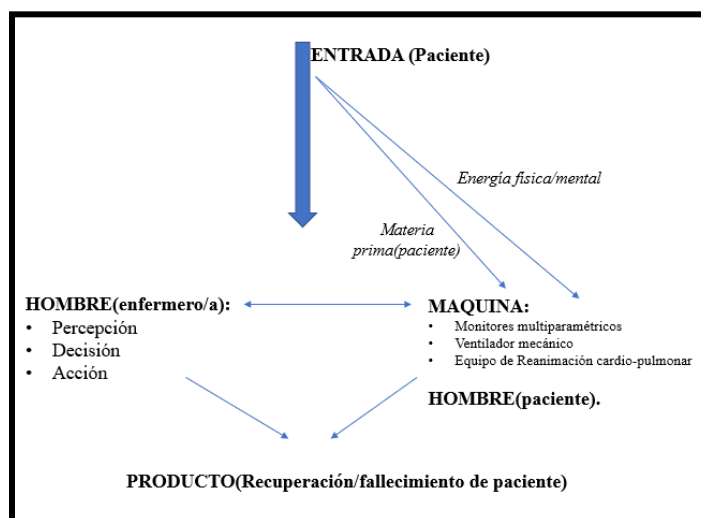 ENTRADA (Paciente)
Energía física/mental
Materia
prima(paciente)
HOMBRE(enfermero/a):
• Percepción
• Decisión
• Acción
MAQUINA:
• Monitores multiparamétricos
• Ventilador mecánico
• Equipo de Reanimación cardio-pulmonar
HOMBRE(paciente).
PRODUCTO(Recuperación/fallecimiento de paciente)